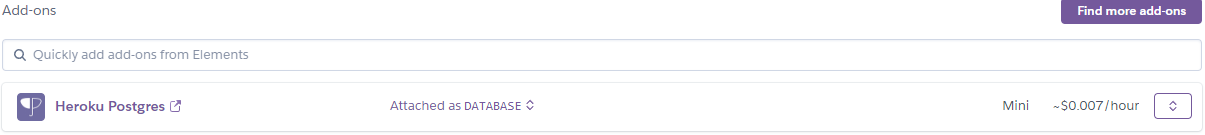 Add-ons
Find more add-ons
Quickly add add-ons from Elements
Heroku Postgres Attached as DATABASE Mini ~$0.007/hour